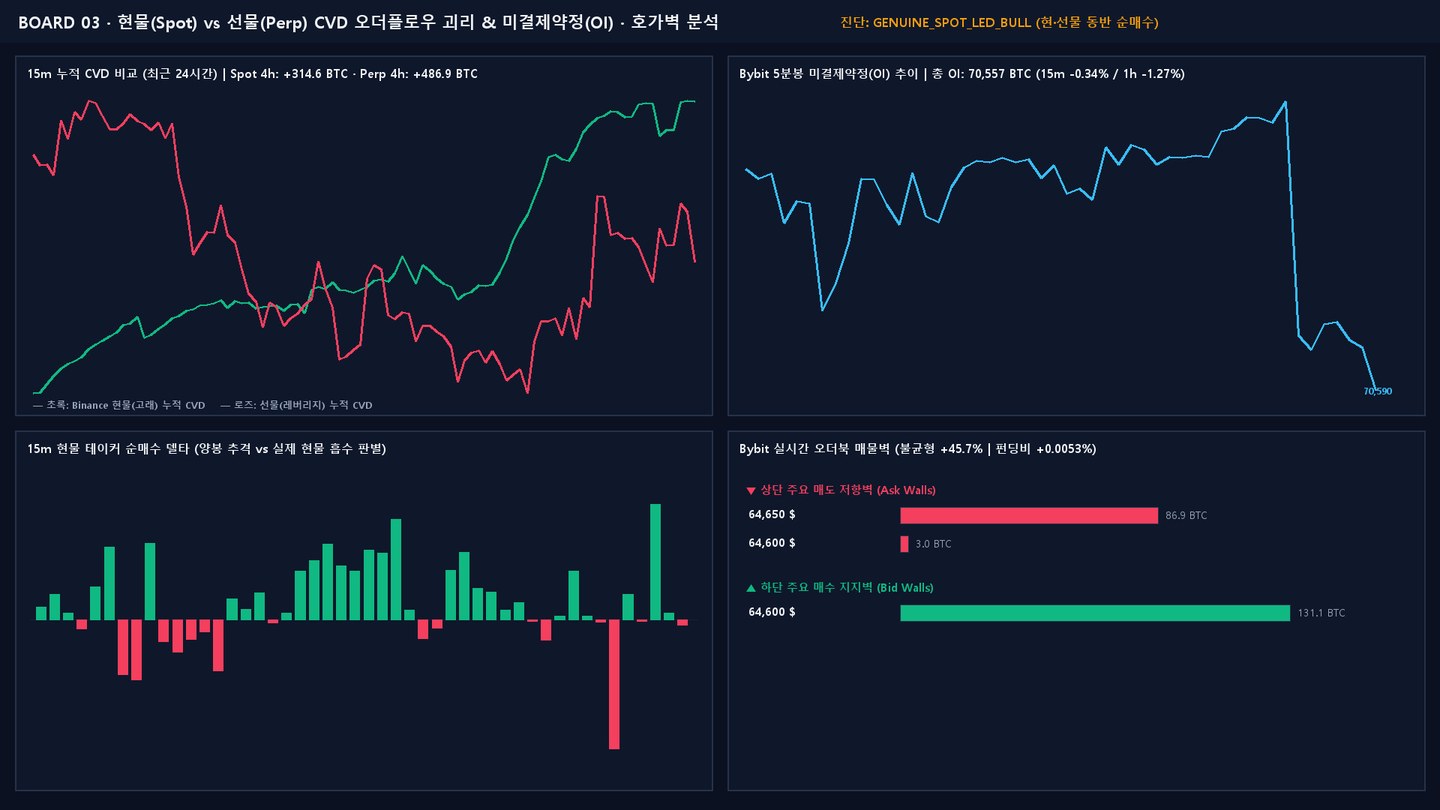 BOARD 03 · 현물(Spot) vs 선물(Perp) CVD 오더플로우 괴리 & 미결제약정(OI) · 호가벽 분석
진단: GENUINE_SPOT_LED_BULL (현·선물 동반 순매수)
15m 누적 CVD 비교 (최근 24시간) | Spot 4h: +314.6 BTC · Perp 4h: +486.9 BTC
— 초록: Binance 현물(고래) 누적 CVD — 로즈: 선물(레버리지) 누적 CVD
Bybit 5분봉 미결제약정(OI) 추이 | 총 OI: 70,557 BTC (15m -0.34% / 1h -1.27%)
70,590
15m 현물 테이커 순매수 델타 (양봉 추격 vs 실제 현물 흡수 판별)
Bybit 실시간 오더북 매물벽 (불균형 +45.7% | 펀딩비 +0.0053%)
▼ 상단 주요 매도 저항벽 (Ask Walls)
64,650 $ 86.9 BTC
64,600 $ 3.0 BTC
▲ 하단 주요 매수 지지벽 (Bid Walls)
64,600 $ 131.1 BTC